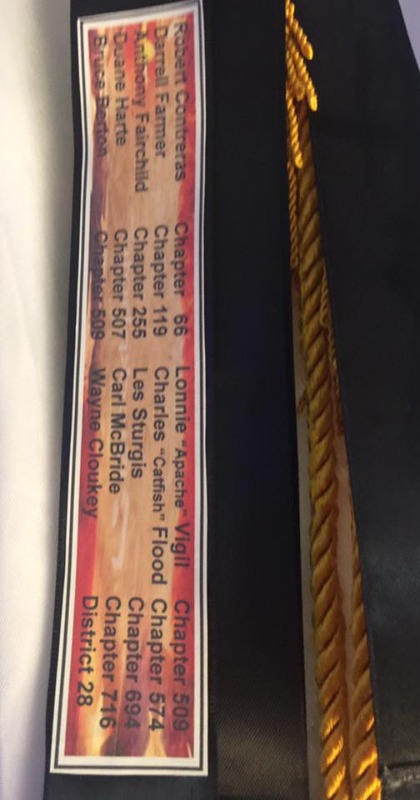 Robert Contreras Chapter 66 Lonnie "Apache" Vigil Chapter 509
Darrell Farmer Chapter 119 Charles "Catfish" Flood Chapter 574
Anthony Fairchild Chapter 255 Les Sturgis Chapter 694
Duane Harte Chapter 507 Carl McBride Chapter 716
Bruce Benton Chapter 508 Wayne Cloukey District 28